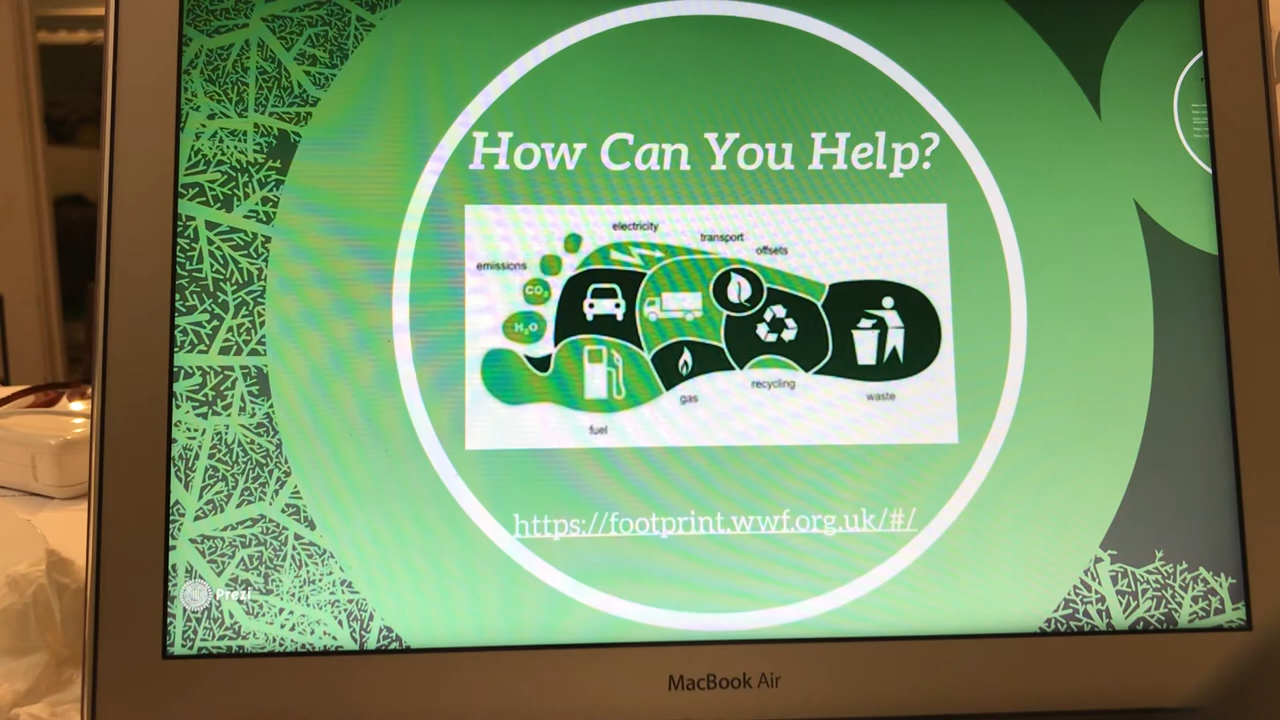 How Can You Help?
electricity
transport
offsets
emissions
CO₂
H₂O
gas
recycling
waste
fuel
https://footprint.wwf.org.uk/#/
Prezi
MacBook Air